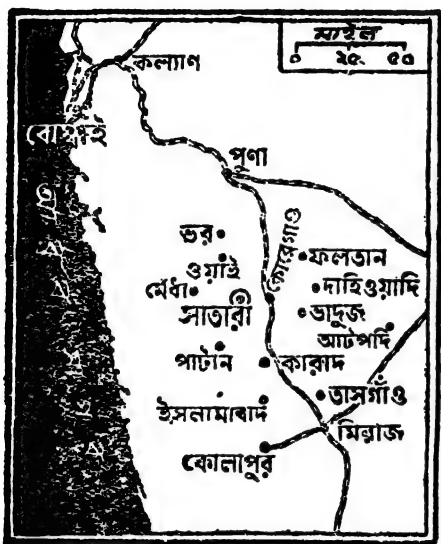 মাইল
০ ২৫ ৫০
কল্যাণ
বোম্বাই
পুণা
ভর
কোরেগাঁও
ফলতান
ওয়াই
মেঁধা
দাহিওয়াদি
সাতারা
ভাদুজ
আটপদি
পাটান
কারাদ
ইসলামাবাদ
তাসগাঁও
মিরাজ
কোলাপুর